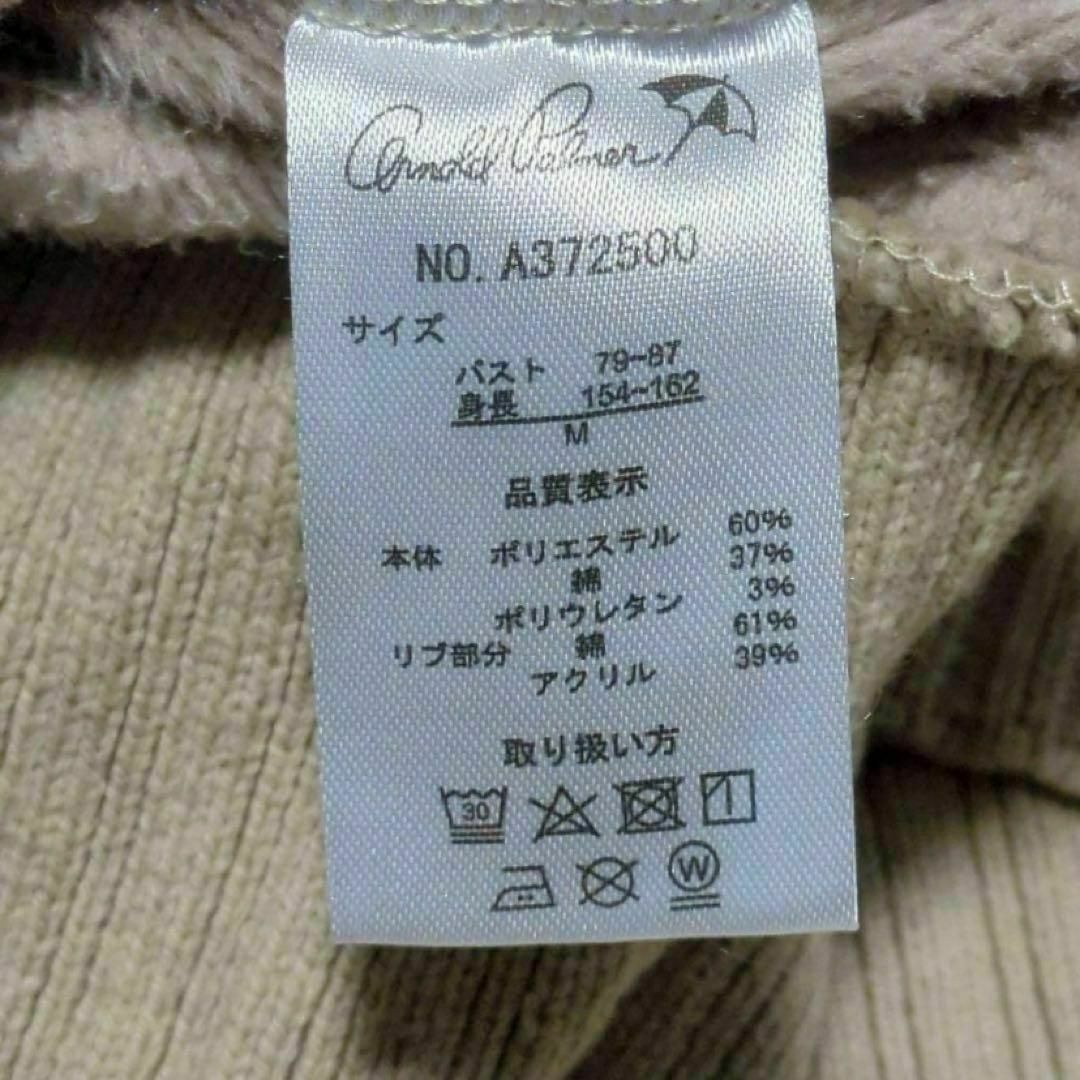 Arnold Palmer
NO. A372500
サイズ
バスト 79-87
身長 154-162
M
品質表示
本体 ポリエステル 60%
綿 37%
ポリウレタン 3%
リブ部分 綿 61%
アクリル 39%
取り扱い方
30
W